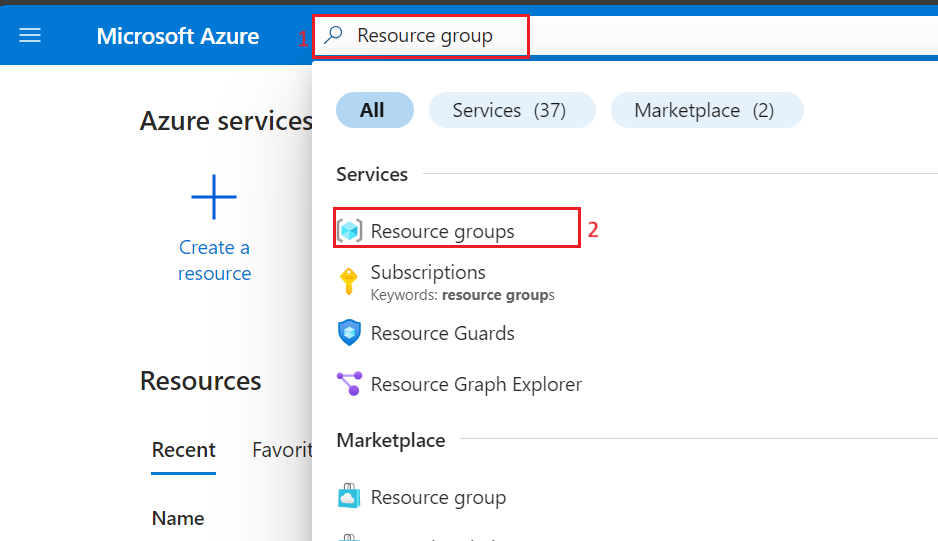 Microsoft Azure
1
Resource group
All
Services (37)
Marketplace (2)
Azure services
Services
Resource groups
2
Create a
resource
Subscriptions
Keywords: resource groups
Resource Guards
Resource Graph Explorer
Resources
Marketplace
Recent
Favorit
Resource group
Name